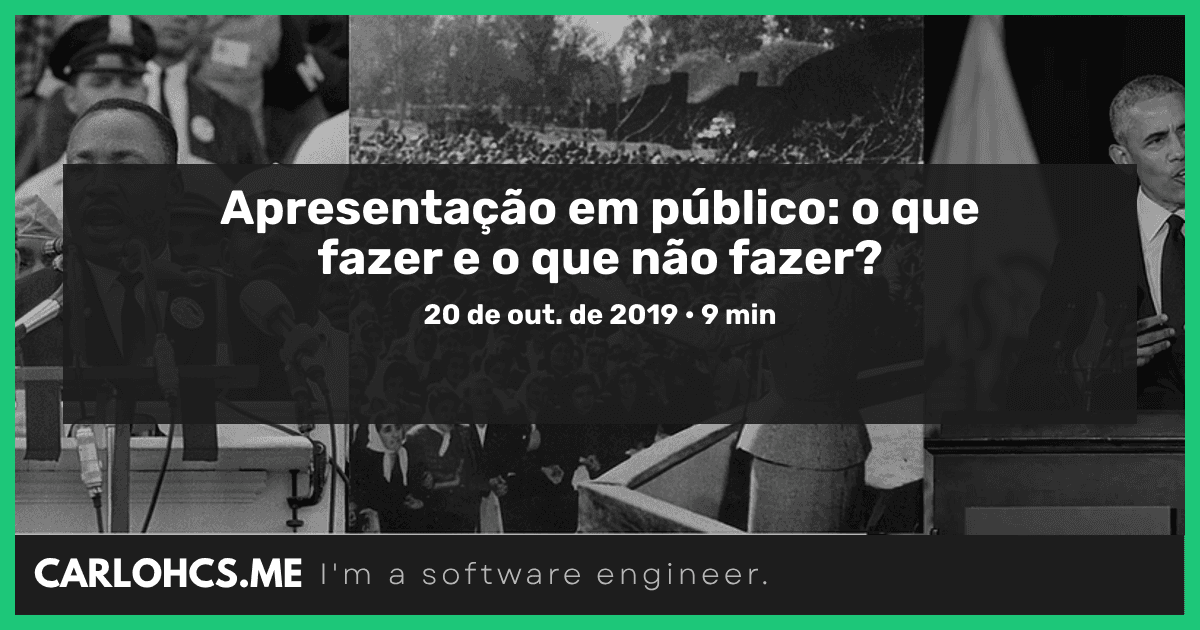 Apresentação em público: o que
fazer e o que não fazer?
20 de out. de 2019 • 9 min
CARLOHCS.ME I'm a software engineer.